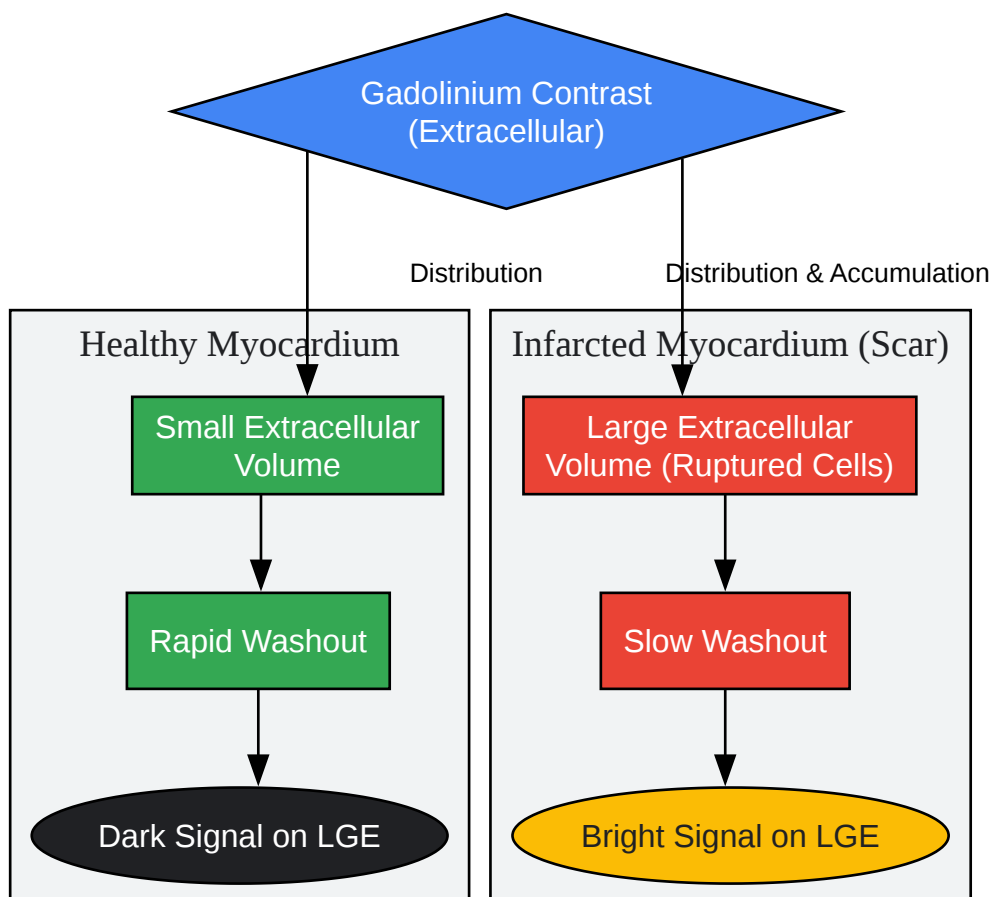 Gadolinium Contrast
(Extracellular)
Distribution
Distribution & Accumulation
Healthy Myocardium
Small Extracellular
Volume
Rapid Washout
Dark Signal on LGE
Infarcted Myocardium (Scar)
Large Extracellular
Volume (Ruptured Cells)
Slow Washout
Bright Signal on LGE